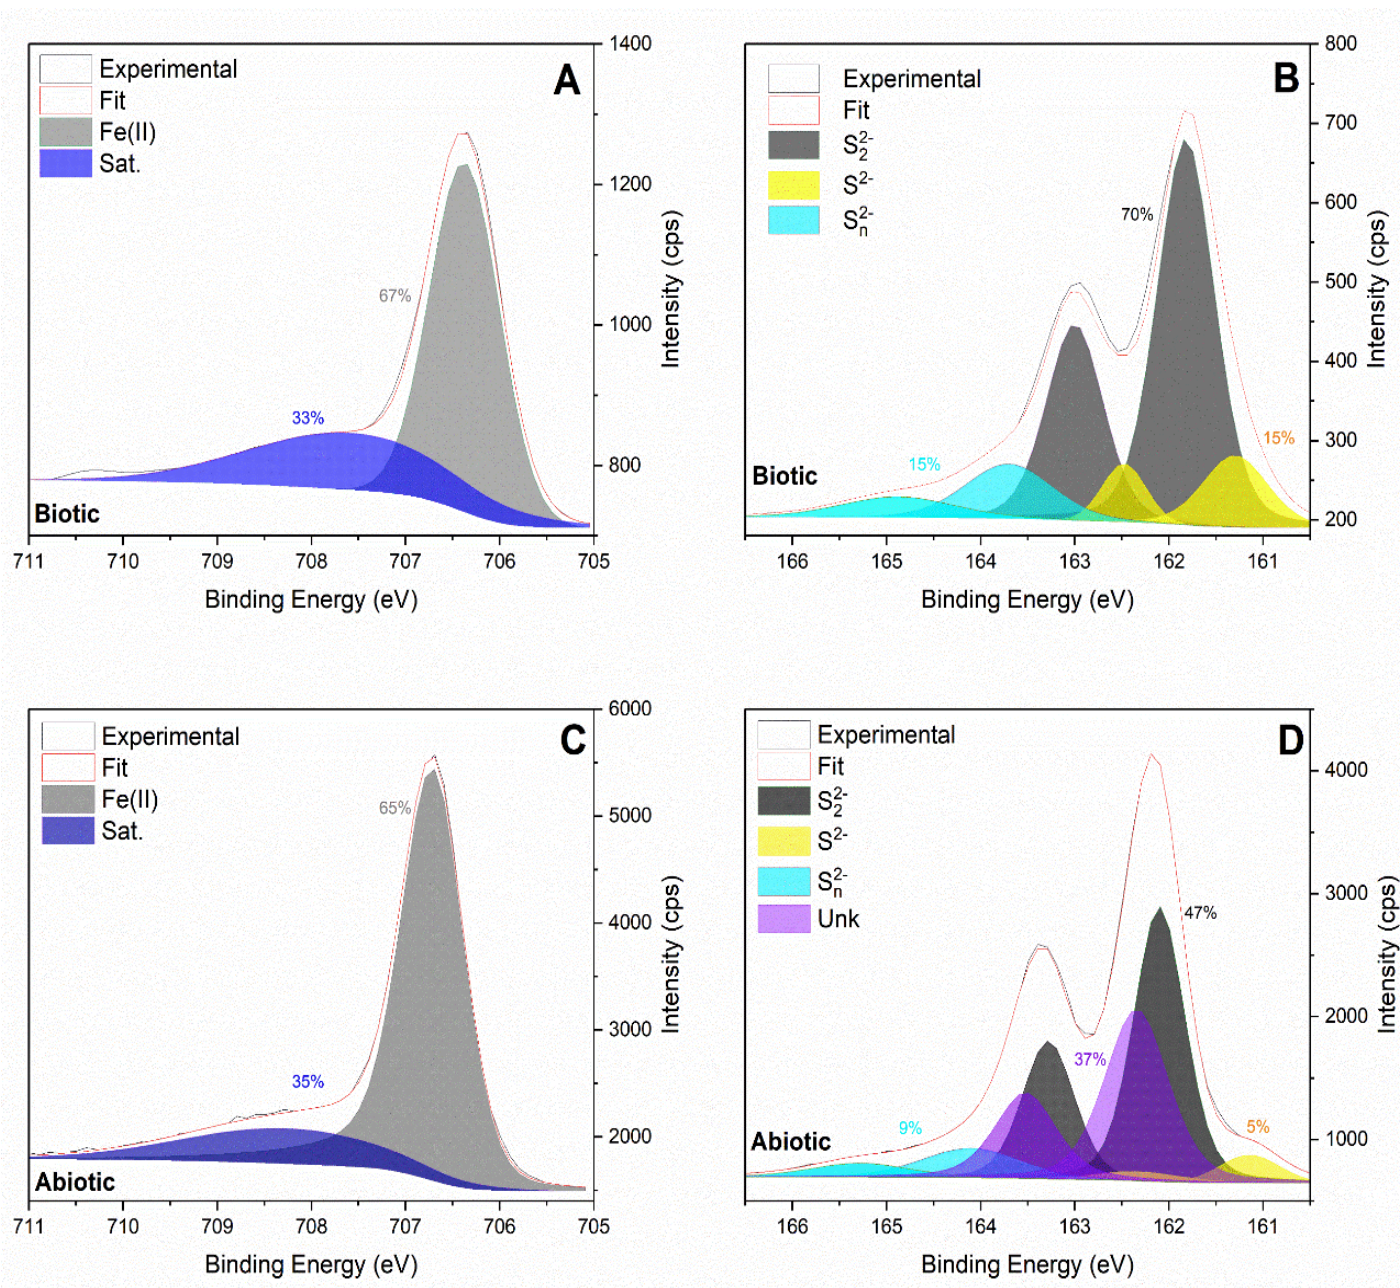 A
Experimental
Fit
Fe(II)
Sat.
67%
33%
Biotic
1400
1200
1000
800
Intensity (cps)
711 710 709 708 707 706 705
Binding Energy (eV)
B
Experimental
Fit
S₂²⁻
S²⁻
Sₙ²⁻
70%
15%
15%
Biotic
800
700
600
500
400
300
200
Intensity (cps)
166 165 164 163 162 161
Binding Energy (eV)
C
Experimental
Fit
Fe(II)
Sat.
65%
35%
Abiotic
6000
5000
4000
3000
2000
Intensity (cps)
711 710 709 708 707 706 705
Binding Energy (eV)
D
Experimental
Fit
S₂²⁻
S²⁻
Sₙ²⁻
Unk
47%
37%
9%
5%
Abiotic
4000
3000
2000
1000
Intensity (cps)
166 165 164 163 162 161
Binding Energy (eV)